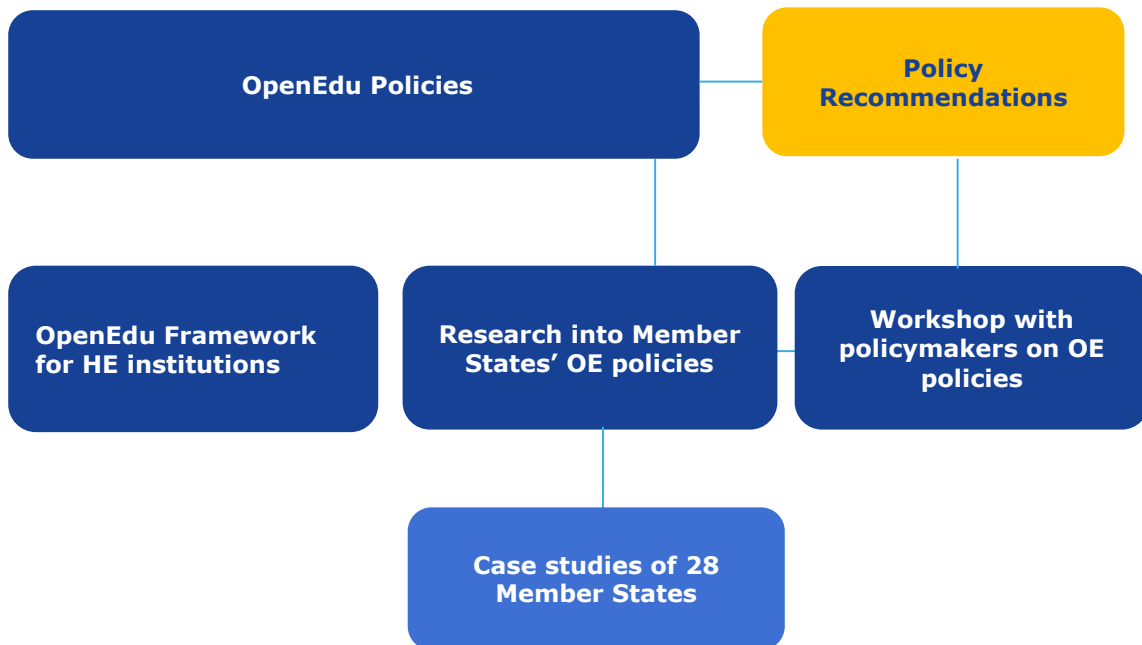 OpenEdu Policies
Policy
Recommendations
OpenEdu Framework
for HE institutions
Research into Member
States’ OE policies
Workshop with
policymakers on OE
policies
Case studies of 28
Member States